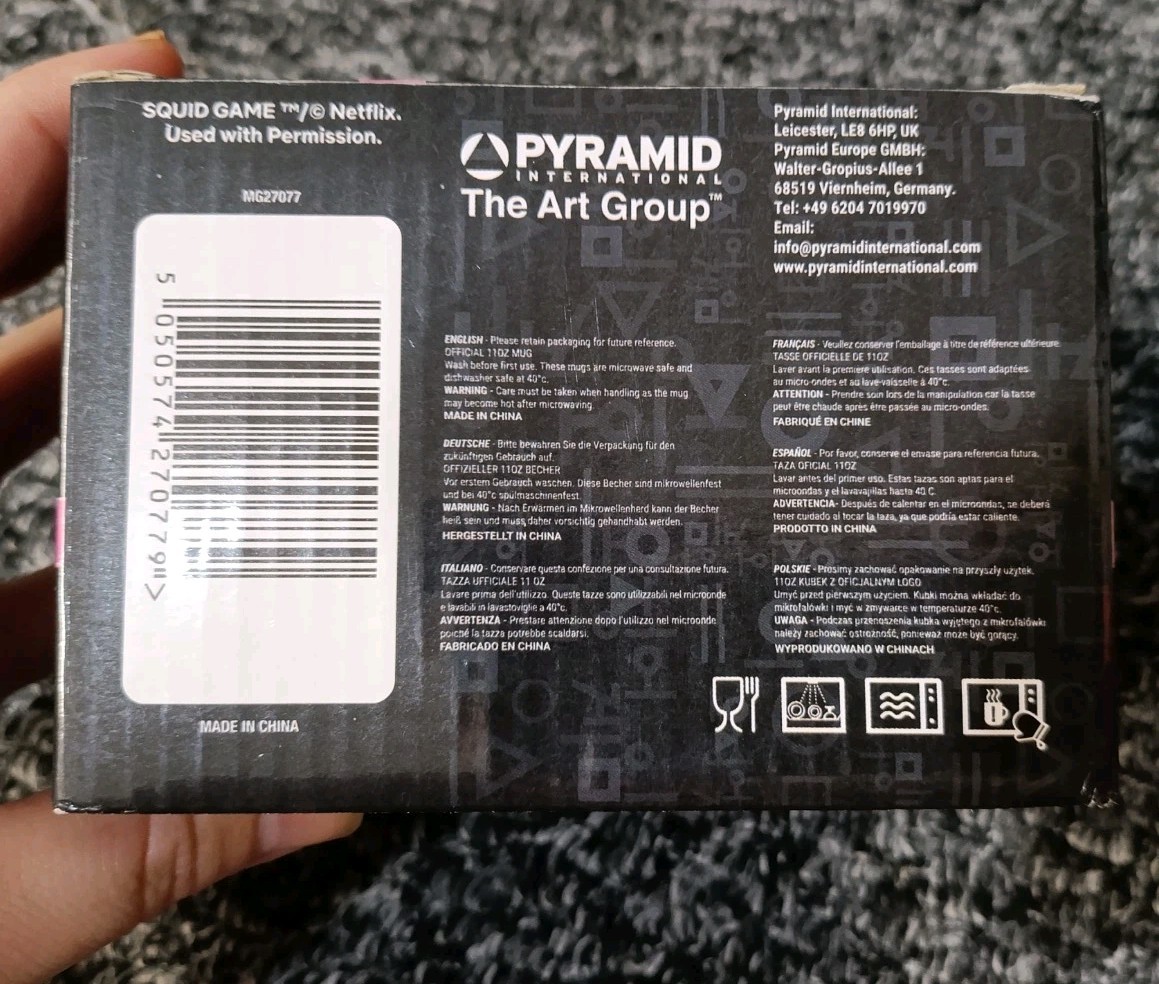 SQUID GAME ™/© Netflix.
Used with Permission.
MG27077
5 050574 270779 >
MADE IN CHINA
PYRAMID
INTERNATIONAL
The Art Group™
Pyramid International:
Leicester, LE8 6HP, UK
Pyramid Europe GMBH:
Walter-Gropius-Allee 1
68519 Viernheim, Germany.
Tel: +49 6204 7019970
Email:
info@pyramidinternational.com
www.pyramidinternational.com
ENGLISH - Please retain packaging for future reference.
OFFICIAL 11OZ MUG
Wash before first use. These mugs are microwave safe and
dishwasher safe at 40°c.
WARNING - Care must be taken when handling as the mug
may become hot after microwaving
MADE IN CHINA
DEUTSCHE - Bitte bewahren Sie die Verpackung für den
zukünftigen Gebrauch auf.
OFFIZIELLER 11OZ BECHER
Vor erstem Gebrauch waschen. Diese Becher sind mikrowellenfest
und bei 40°c spülmaschinenfest.
WARNUNG - Nach Erwärmen im Mikrowellenherd kann der Becher
heiß sein und muss daher vorsichtig gehandhabt werden.
HERGESTELLT IN CHINA
ITALIANO - Conservare questa confezione per una consultazione futura.
TAZZA UFFICIALE 11 OZ
Lavare prima dell'utilizzo. Queste tazze sono utilizzabili nel microonde
e lavabili in lavastoviglie a 40°c.
AVVERTENZA - Prestare attenzione dopo l'utilizzo nel microonde
poiché la tazza potrebbe scaldarsi.
FABRICADO EN CHINA
FRANÇAIS - Veuillez conserver l'emballage à titre de référence ultérieure.
TASSE OFFICIELLE DE 11OZ
Laver avant la première utilisation. Ces tasses sont adaptées
au micro-ondes et au lave-vaisselle à 40°c.
ATTENTION - Prendre soin lors de la manipulation car la tasse
peut être chaude après être passée au micro-ondes.
FABRIQUÉ EN CHINE
ESPAÑOL - Por favor, conserve el envase para referencia futura.
TAZA OFICIAL 11OZ
Lavar antes del primer uso. Estas tazas son aptas para el
microondas y el lavavajillas hasta 40 C.
ADVERTENCIA- Después de calentar en el microondas, se deberá
tener cuidado al tocar la taza, ya que podría estar caliente.
PRODOTTO IN CHINA
POLSKIE - Prosimy zachować opakowanie na przyszły użytek.
11OZ KUBEK Z OFICJALNYM LOGO
Umyć przed pierwszym użyciem. Kubki można wkładać do
mikrofalówki i myć w zmywarce w temperaturze 40°c.
UWAGA - Podczas przenoszenia kubka wyjętego z mikrofalówki
należy zachować ostrożność, ponieważ może być gorący.
WYPRODUKOWANO W CHINACH